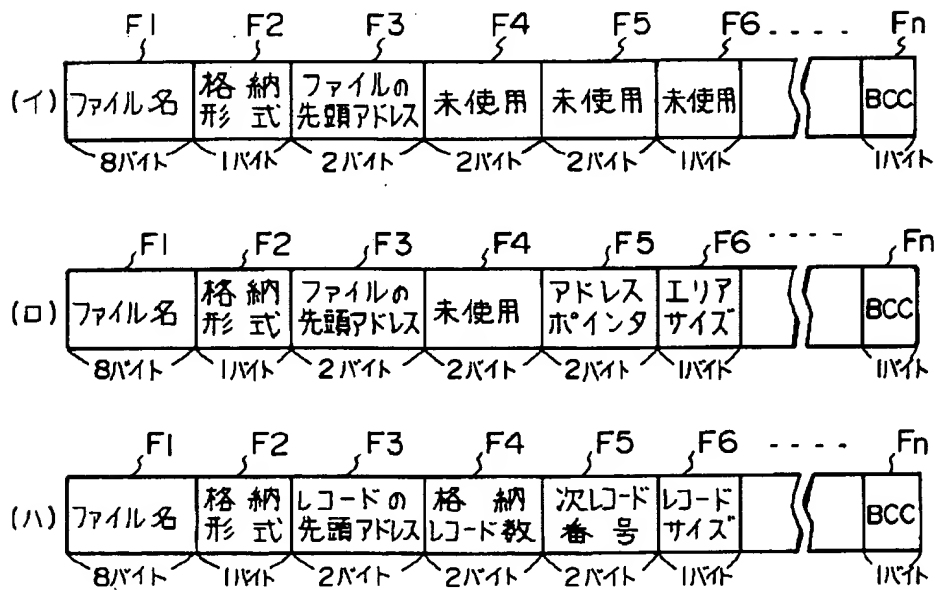 F1 F2 F3 F4 F5 F6 - - - - Fn
(イ) ファイル名 格納形式 ファイルの先頭アドレス 未使用 未使用 未使用 BCC
8バイト 1バイト 2バイト 2バイト 2バイト 1バイト 1バイト
F1 F2 F3 F4 F5 F6 - - - - Fn
(ロ) ファイル名 格納形式 ファイルの先頭アドレス 未使用 アドレスポインタ エリアサイズ BCC
8バイト 1バイト 2バイト 2バイト 2バイト 1バイト 1バイト
F1 F2 F3 F4 F5 F6 - - - - Fn
(ハ) ファイル名 格納形式 レコードの先頭アドレス 格納レコード数 次レコード番号 レコードサイズ BCC
8バイト 1バイト 2バイト 2バイト 2バイト 1バイト 1バイト